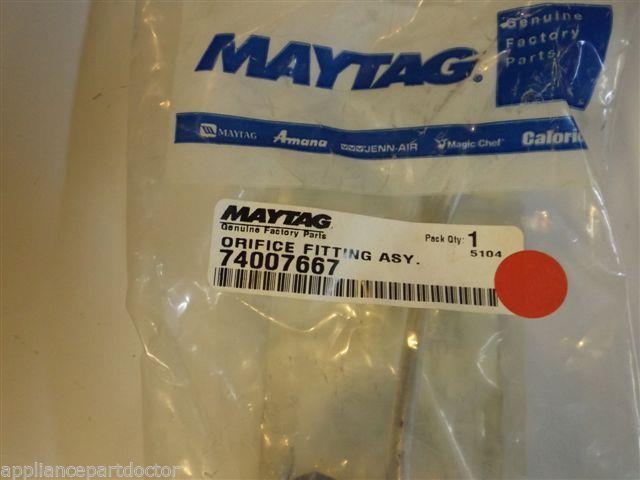 MAYTAG®
Genuine
Factory
Parts
MAYTAG Amana JENN-AIR Magic Chef® Caloric
MAYTAG
Genuine Factory Parts
Pack Qty: 1
ORIFICE FITTING ASY.
5104
74007667
© appliancepartdoctor